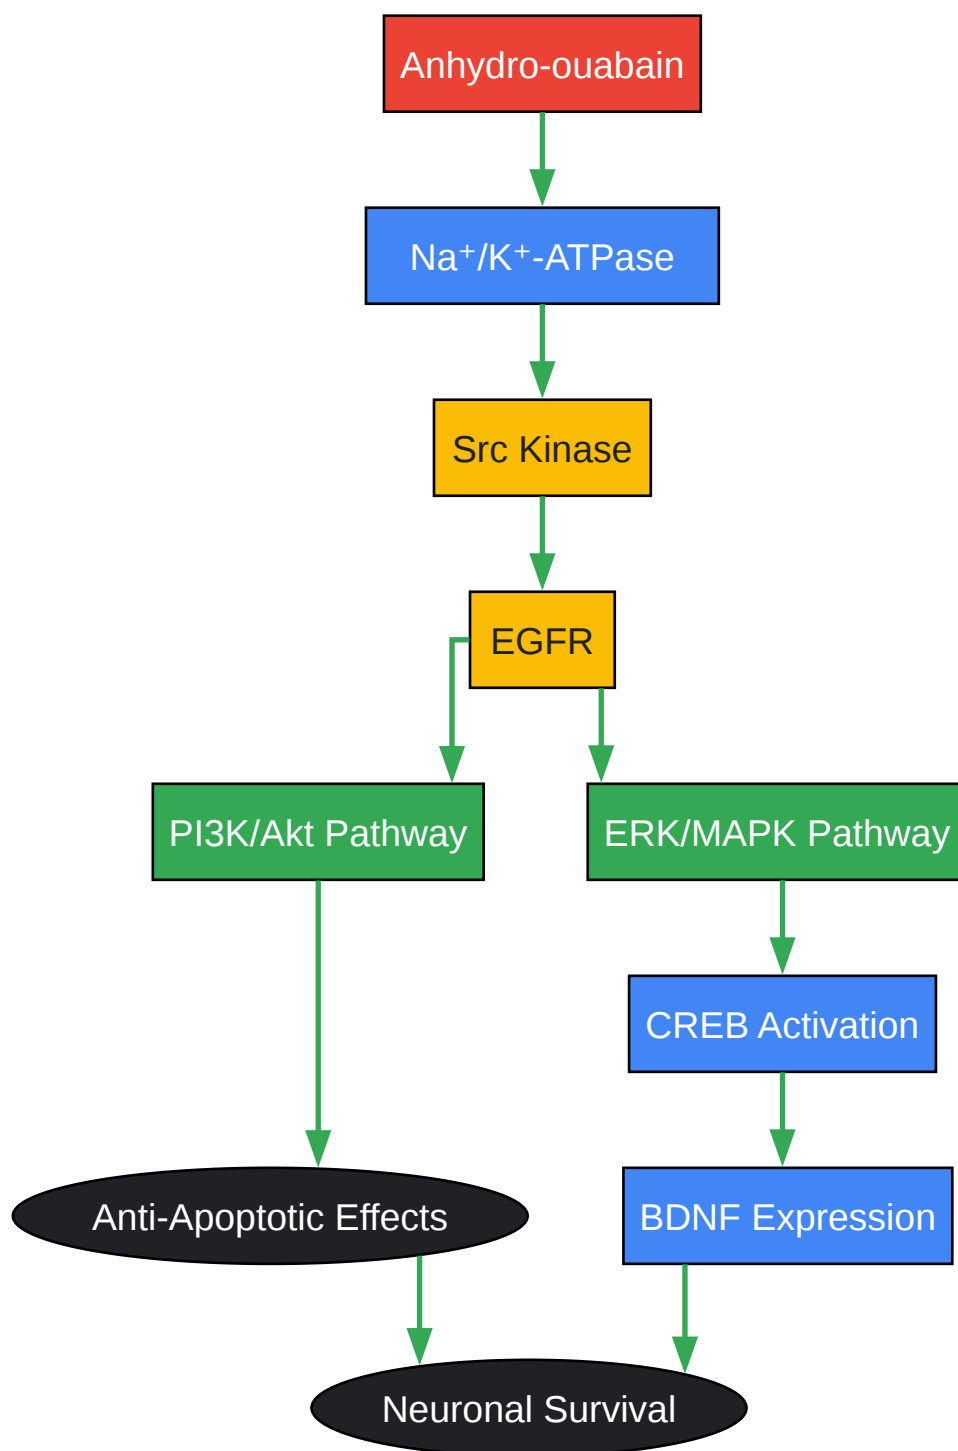 Anhydro-ouabain
Na⁺/K⁺-ATPase
Src Kinase
EGFR
PI3K/Akt Pathway
ERK/MAPK Pathway
CREB Activation
Anti-Apoptotic Effects
BDNF Expression
Neuronal Survival